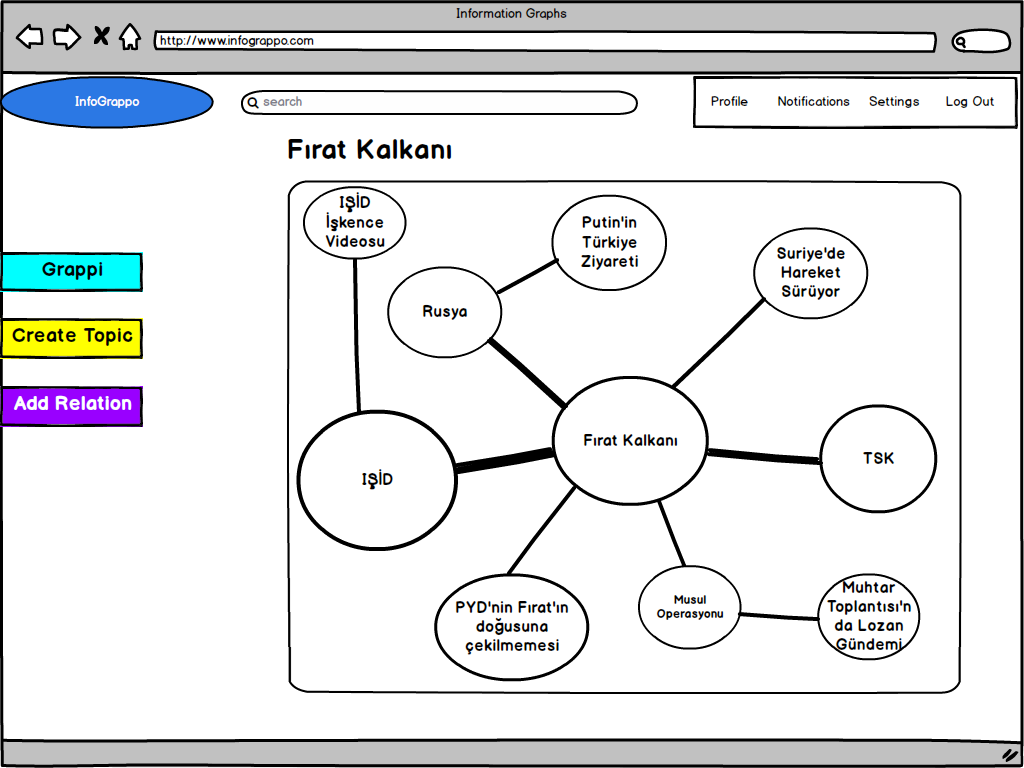 Information Graphs
http://www.infograppo.com
InfoGrappo
search
Profile
Notifications
Settings
Log Out
Fırat Kalkanı
IŞİD
İşkence
Videosu
Putin'in
Türkiye
Ziyareti
Suriye'de
Hareket
Sürüyor
Grappi
Rusya
Create Topic
Add Relation
Fırat Kalkanı
TSK
IŞİD
PYD'nin Fırat'ın
doğusuna
çekilmemesi
Musul
Operasyonu
Muhtar
Toplantısı'n
da Lozan
Gündemi